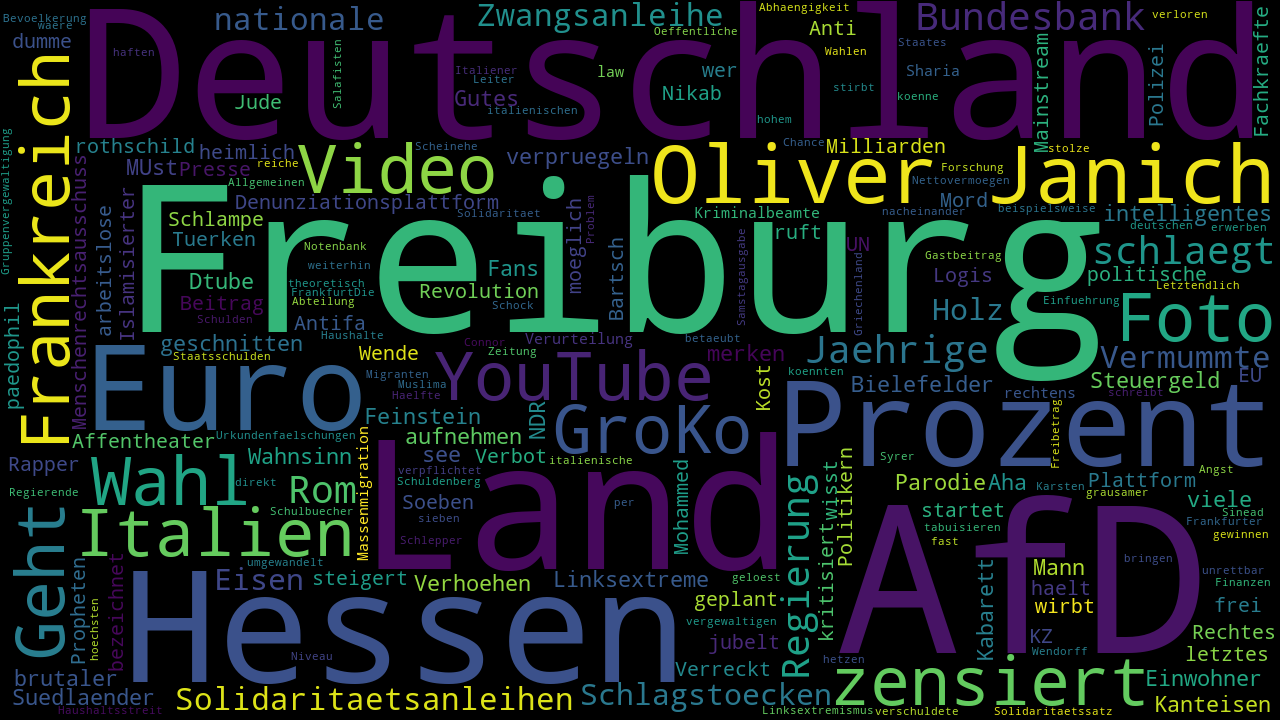 Bevoelkerung
waere
dumme
nationale
Zwangsanleihe
Abhaengigkeit
Oeffentliche
Anti
Bundesbank
verloren
Deutschland
haften
Salafisten
Italiener
Leiter
Gutes
italienischen
Jude
law
wer
Nikab
Wahlen
Staates
Sharia
stirbt
koenne
hohem
Mainstream
Polizei
Fachkraefte
Frankreich
Gruppenvergewaltigung
rothschild
heimlich
MUst
Presse
reiche
Video
Scheinehe
verpruegeln
Oliver Janich
Chance
Milliarden
stolze
Forschung
Nettovermoegen
Allgemeinen
Denunziationsplattform
Menschenrechtsausschuss
arbeitslose
Islamisierter
Schlampe
Tuerken
Freiburg
Solidaritaet
moeglich
Problem
Kriminalbeamte
nacheinander
Mord
beispielsweise
intelligentes
deutschen
erwerben
ruft
UN
Notenbank
weiterhin
theoretisch
FrankfurtDie
Abteilung
Dtube
Beitrag
Schulden
Fans
Revolution
Schock
Bartsch
Samstagausgabe
Griechenland
Gastbeitrag
Logis
schlaegt
politische
Letztendlich
Einfuehrung
Holz
Foto
Antifa
Haushalte
geschnitten
Staatsschulden
Wende
Connor
Zeitung
Verurteilung
betaeubt
merken
Jaehrige
Vermummte
EU
paedophil
Euro
Migranten
Muslima
Haelfte
YouTube
Kost
koennten
Bielefelder
rechtens
Steuergeld
schreibt
Prozent
Freibetrag
Feinstein
NDR
GroKo
Affentheater
Urkundenfaelschungen
aufnehmen
Wahnsinn
see
Verbot
italienische
Syrer
Angst
Rapper
Wahl
direkt
Massenmigration
verpflichtet
Schuldenberg
Regierende
Rom
Soeben
sieben
per
Mohammed
Regierung
wisst
Politikern
Parodie
Aha
Karsten
Plattform
grausamer
viele
Sinead
Schulbuecher
Italien
Land
Schlepper
kritisiert
startet
tabuisieren
fast
AfD
Frankfurter
gewinnen
Geht
umgewandelt
Propheten
hoechsten
bezeichnet
Eisen
steigert
Verhoehen
Linksextreme
geloest
bringen
unrettbar
Finanzen
Kabarett
Mann
haelt
wirbt
frei
geplant
vergewaltigen
jubelt
KZ
Wendorff
Rechtes
letztes
Hessen
Niveau
Verreckt
hetzen
brutaler
Suedlaender
Haushaltsstreit
Solidaritaetsanleihen
Schlagstoecken
zensiert
Einwohner
Kanteisen
Linksextremismus
verschuldete
Solidaritaetssatz